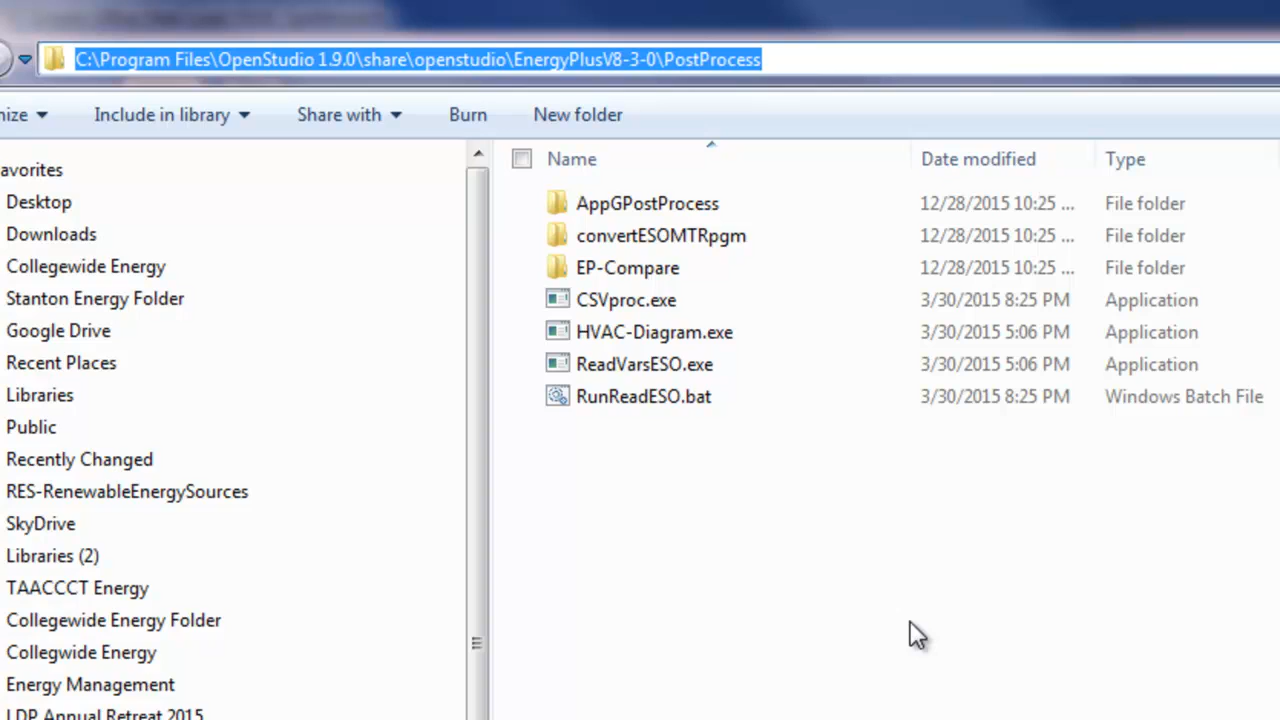 C:\Program Files\OpenStudio 1.9.0\share\openstudio\EnergyPlusV8-3-0\PostProcess
nize Include in library Share with Burn New folder
avorites
Desktop
Downloads
Collegewide Energy
Stanton Energy Folder
Google Drive
Recent Places
Libraries
Public
Recently Changed
RES-RenewableEnergySources
SkyDrive
Libraries (2)
TAACCCT Energy
Collegewide Energy Folder
Collegwide Energy
Energy Management
LDP Annual Retreat 2015
Name Date modified Type
AppGPostProcess 12/28/2015 10:25 ... File folder
convertESOMTRpgm 12/28/2015 10:25 ... File folder
EP-Compare 12/28/2015 10:25 ... File folder
CSVproc.exe 3/30/2015 8:25 PM Application
HVAC-Diagram.exe 3/30/2015 5:06 PM Application
ReadVarsESO.exe 3/30/2015 5:06 PM Application
RunReadESO.bat 3/30/2015 8:25 PM Windows Batch File